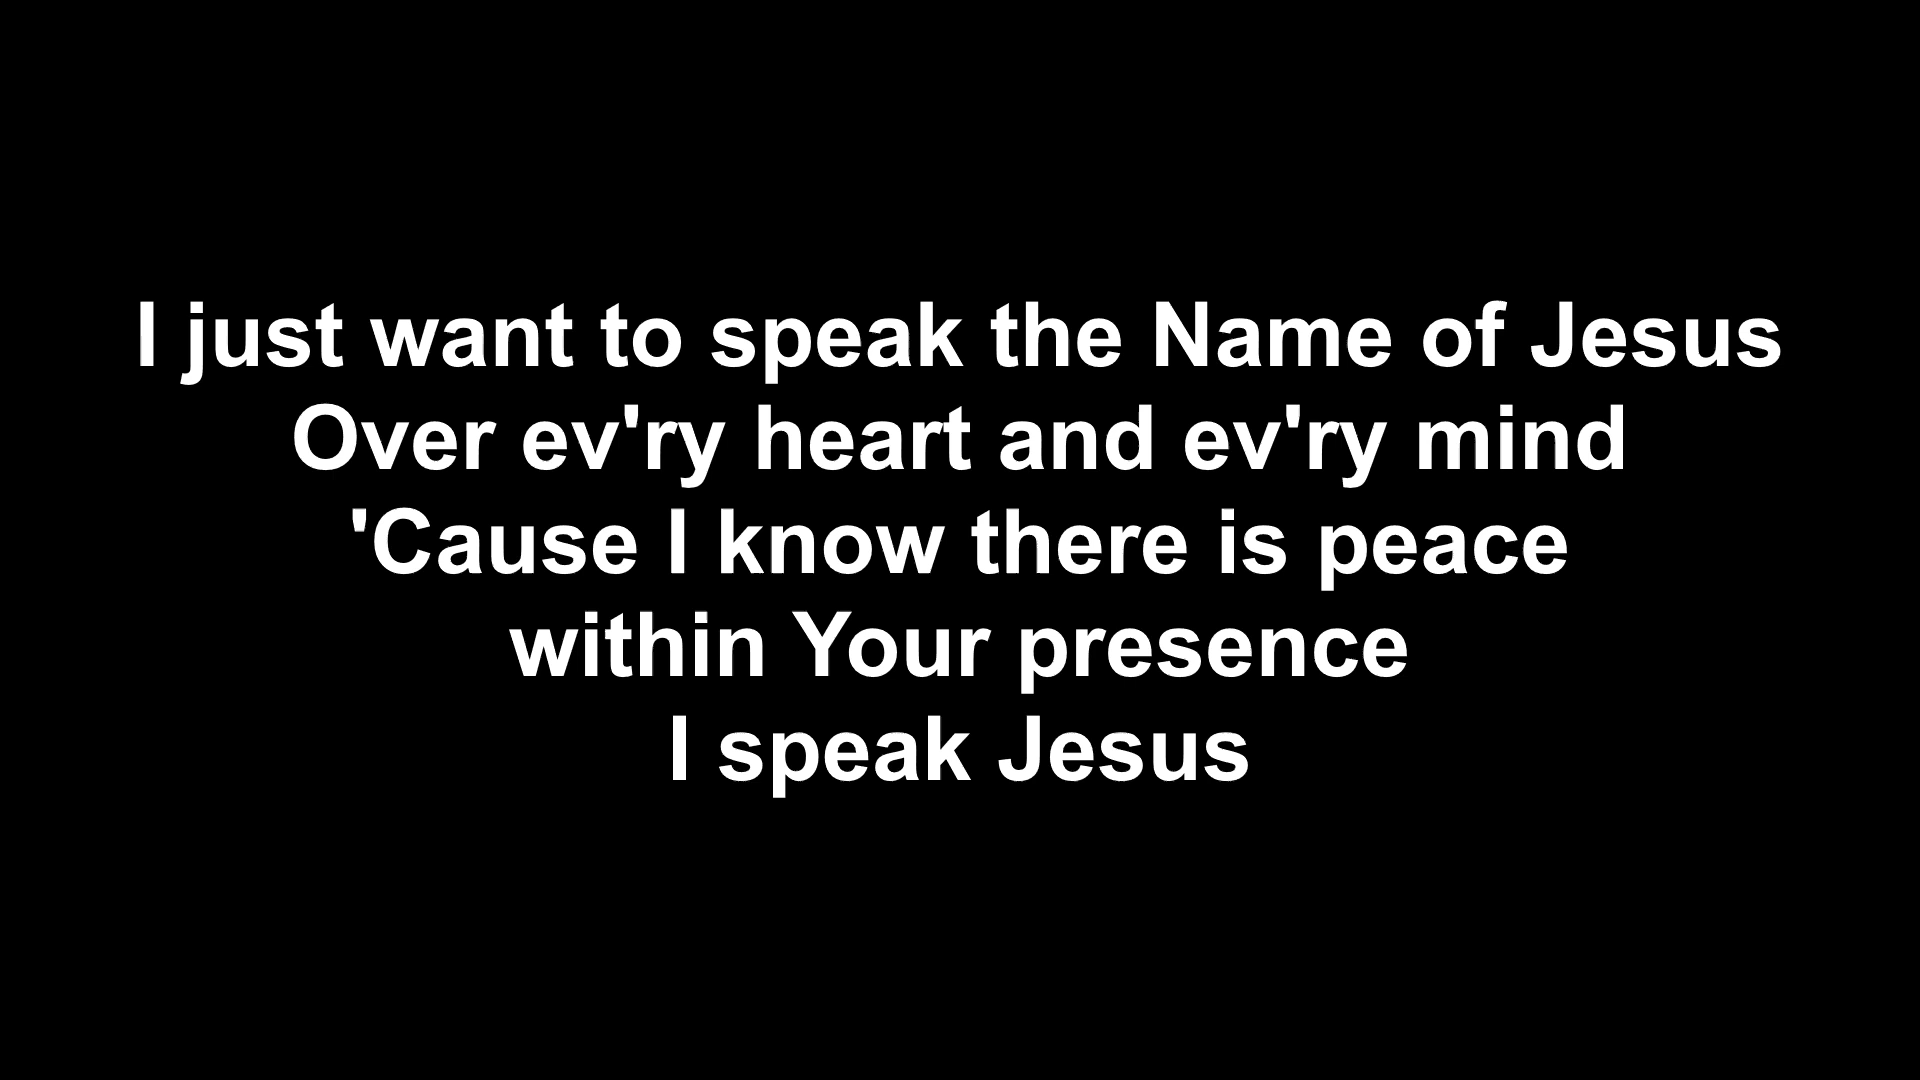 I just want to speak the Name of Jesus
Over ev'ry heart and ev'ry mind
'Cause I know there is peace
within Your presence
I speak Jesus